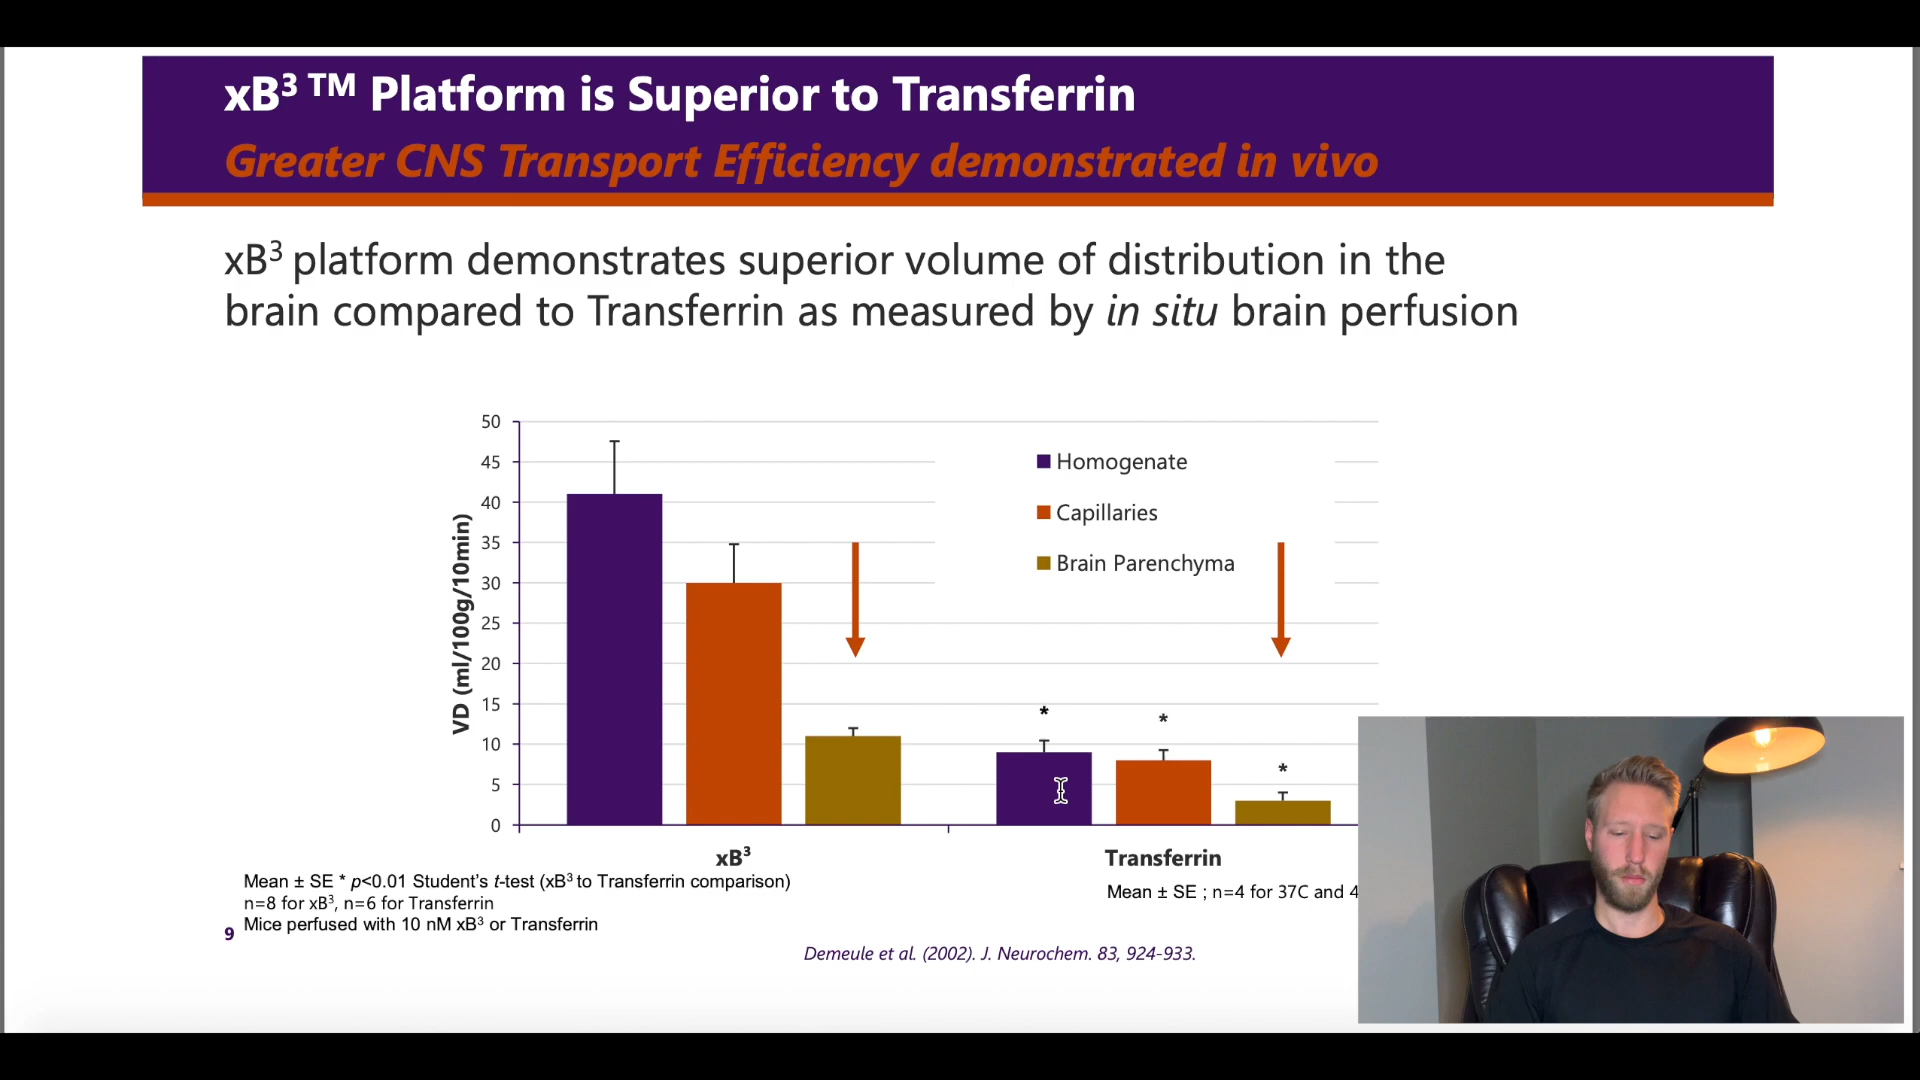 xB³ ™ Platform is Superior to Transferrin
Greater CNS Transport Efficiency demonstrated in vivo
xB³ platform demonstrates superior volume of distribution in the
brain compared to Transferrin as measured by in situ brain perfusion
VD (ml/100g/10min)
50
45
40
35
30
25
20
15
10
5
0
Homogenate
Capillaries
Brain Parenchyma
*
*
*
xB³
Transferrin
Mean ± SE * p<0.01 Student's t-test (xB³ to Transferrin comparison)
n=8 for xB³, n=6 for Transferrin
Mice perfused with 10 nM xB³ or Transferrin
Mean ± SE ; n=4 for 37C and 4
9
Demeule et al. (2002). J. Neurochem. 83, 924-933.